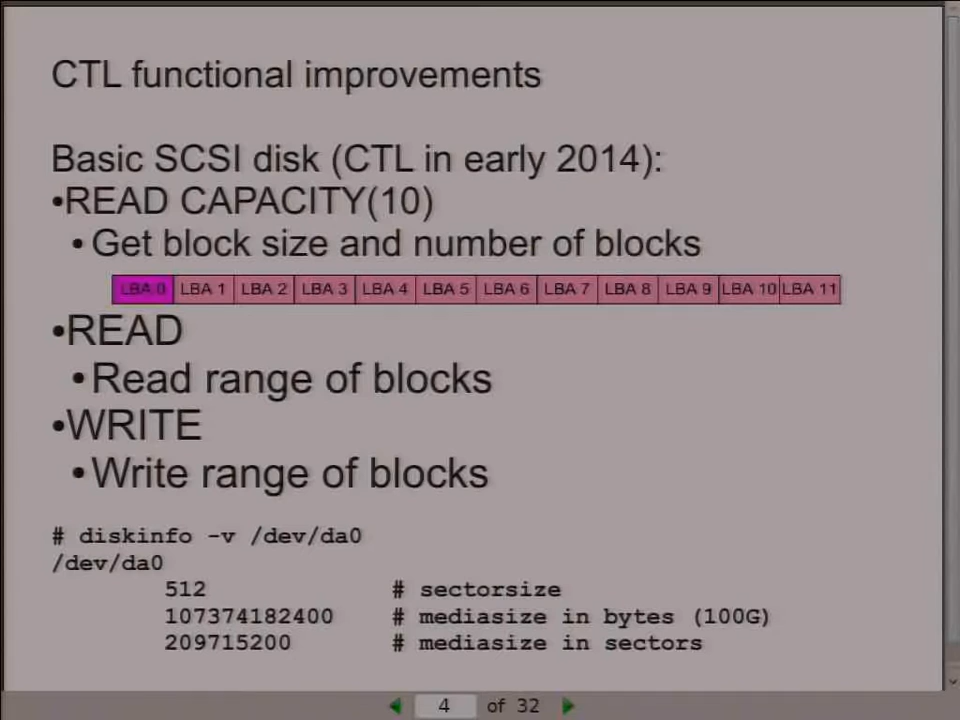 CTL functional improvements
Basic SCSI disk (CTL in early 2014):
•READ CAPACITY(10)
•Get block size and number of blocks
LBA 0 LBA 1 LBA 2 LBA 3 LBA 4 LBA 5 LBA 6 LBA 7 LBA 8 LBA 9 LBA 10 LBA 11
•READ
•Read range of blocks
•WRITE
•Write range of blocks
# diskinfo -v /dev/da0
/dev/da0
512 # sectorsize
107374182400 # mediasize in bytes (100G)
209715200 # mediasize in sectors
4 of 32